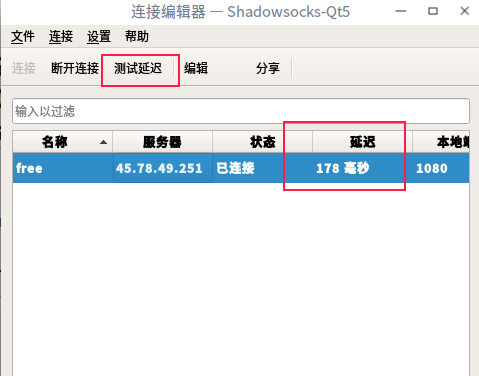 连接编辑器 — Shadowsocks-Qt5
文件 连接 设置 帮助
连接 断开连接 测试延迟 编辑 分享
输入以过滤
名称 服务器 状态 延迟 本地
free 45.78.49.251 已连接 178 毫秒 1080